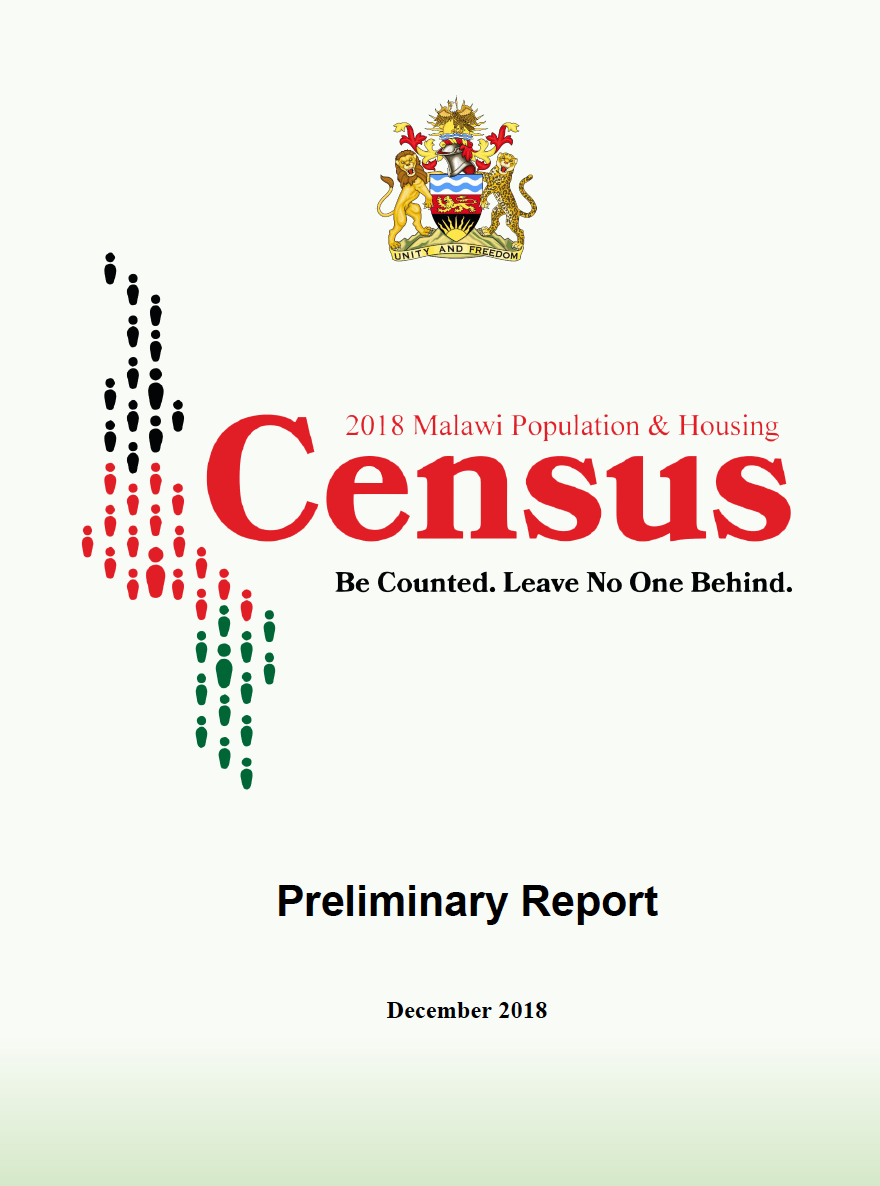 UNITY AND FREEDOM
2018 Malawi Population & Housing
Census
Be Counted. Leave No One Behind.
Preliminary Report
December 2018